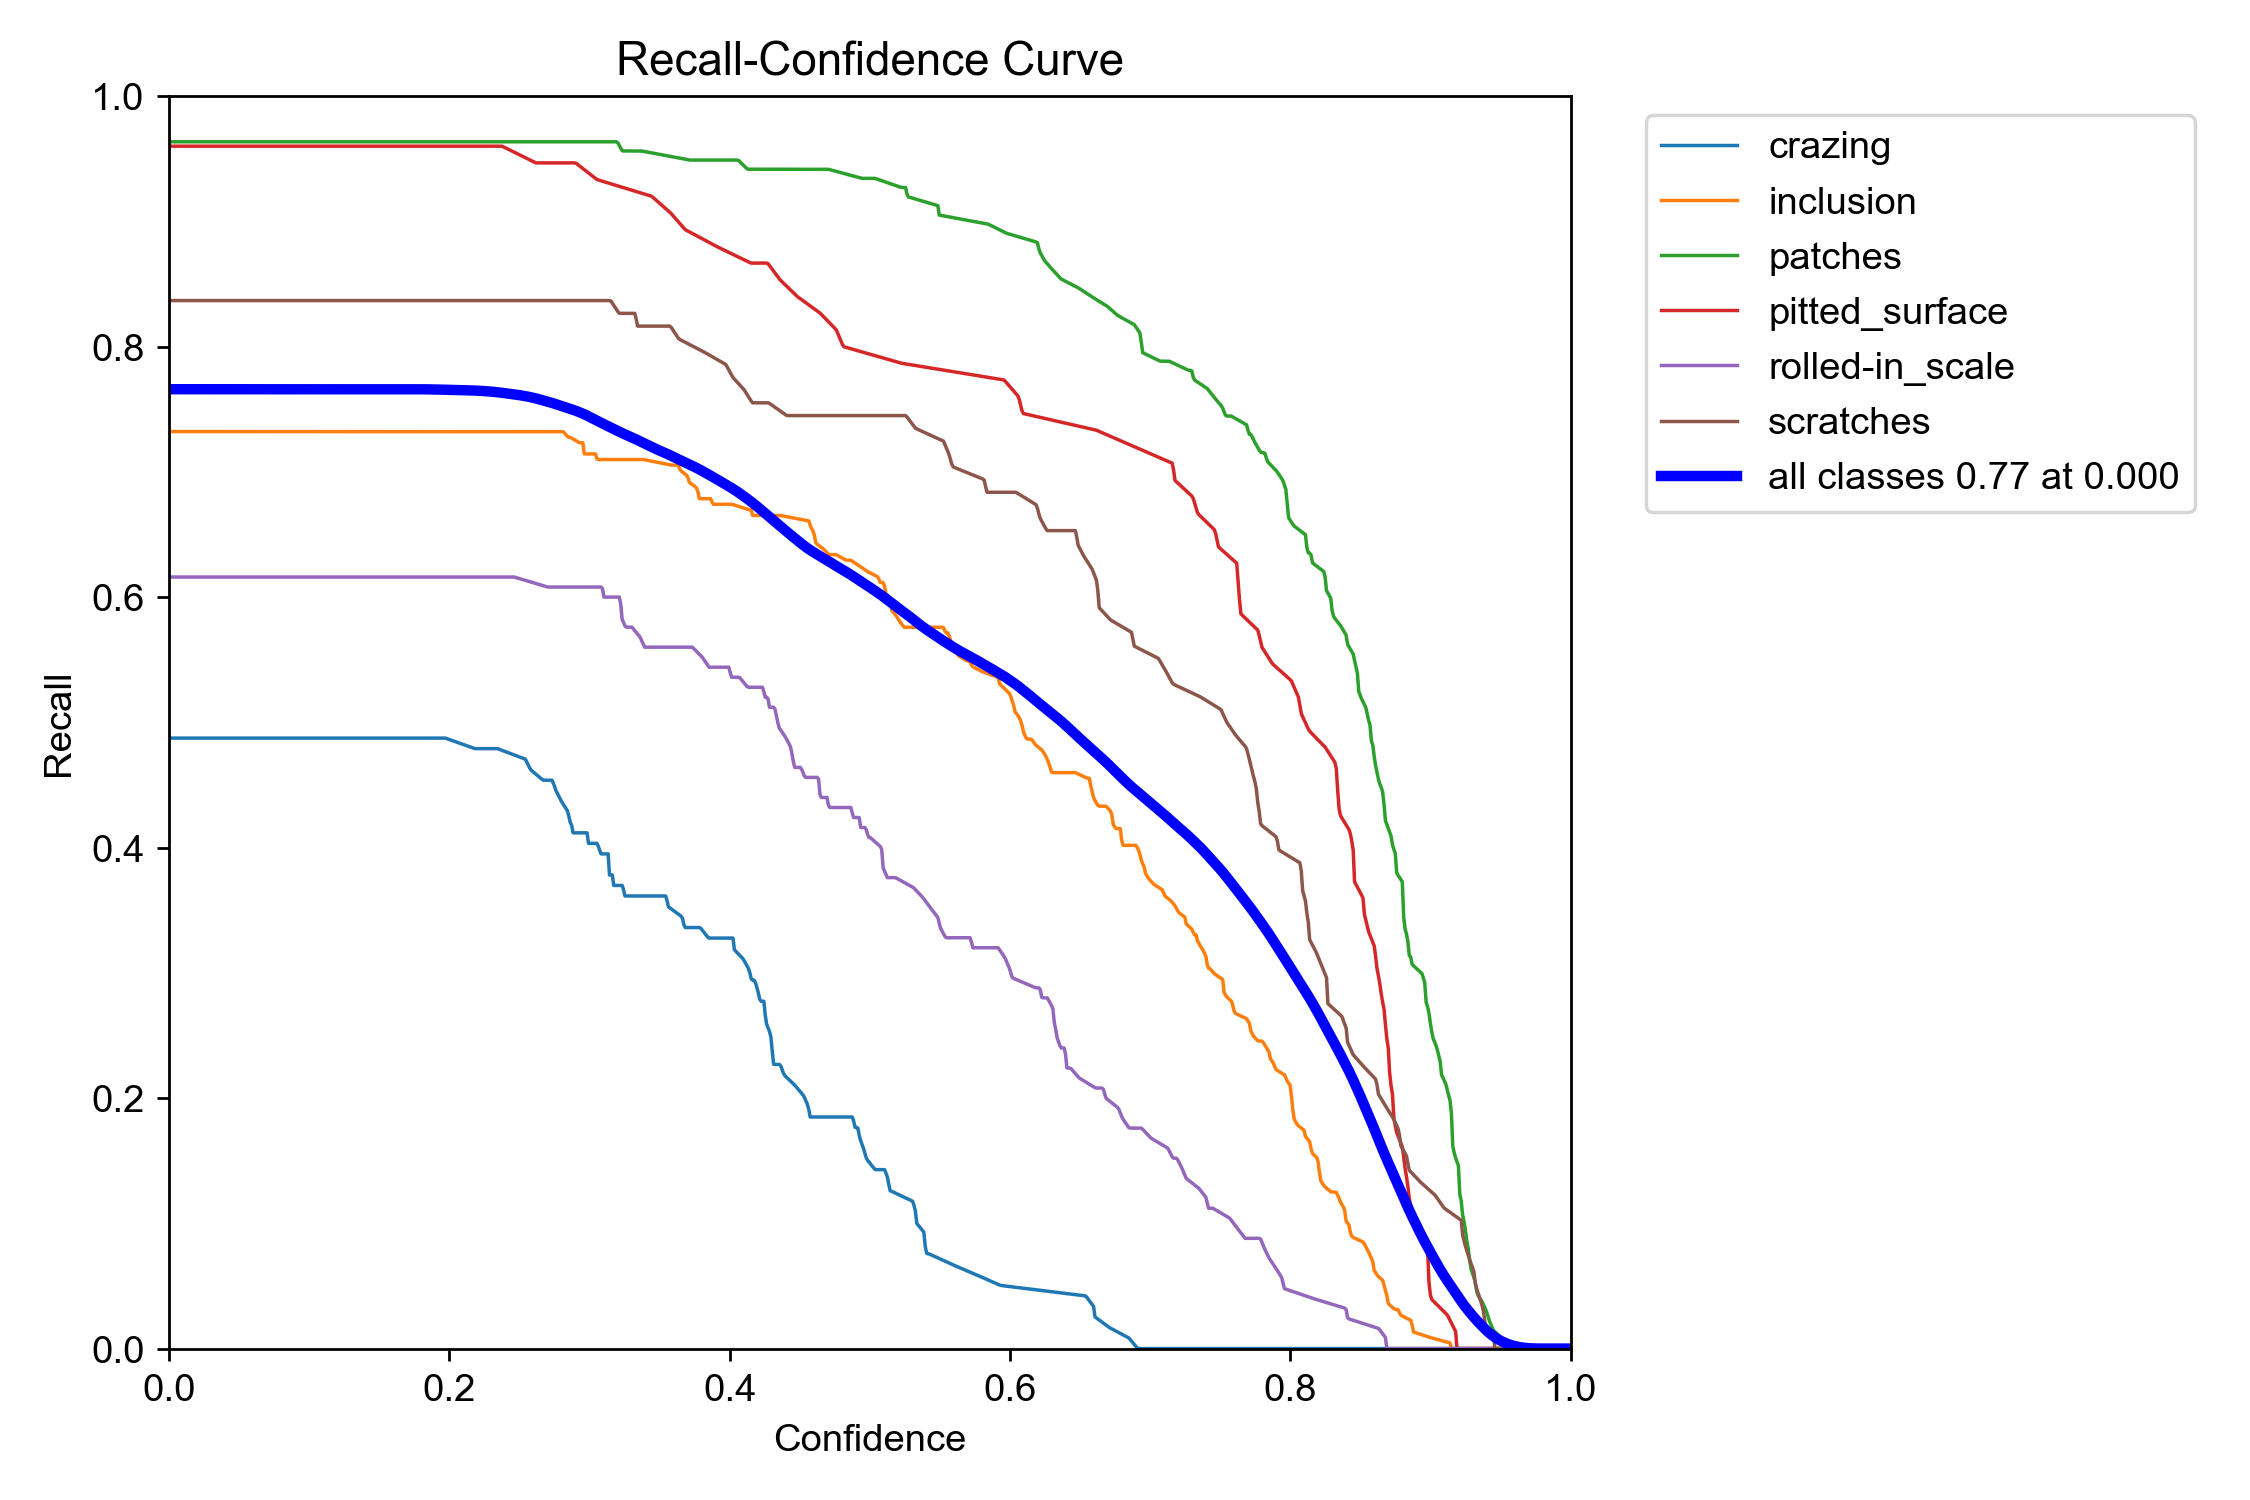 Recall-Confidence Curve
1.0
0.8
0.6
0.4
0.2
0.0
Recall
0.0 0.2 0.4 0.6 0.8 1.0
Confidence
crazing
inclusion
patches
pitted_surface
rolled-in_scale
scratches
all classes 0.77 at 0.000